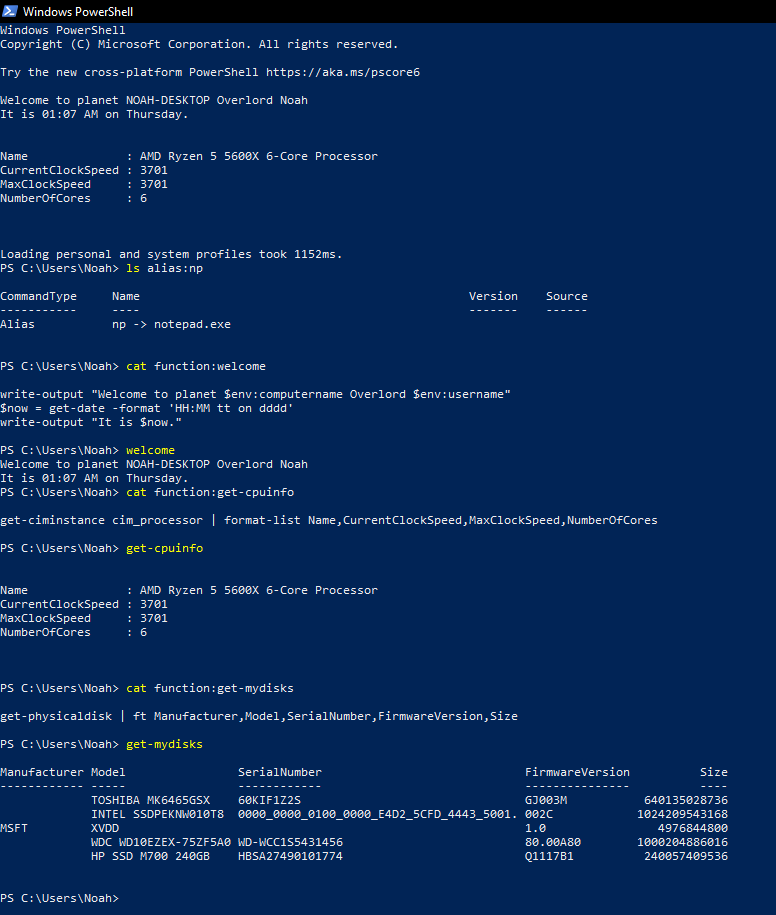 Windows PowerShell
Windows PowerShell
Copyright (C) Microsoft Corporation. All rights reserved.
Try the new cross-platform PowerShell https://aka.ms/pscore6
Welcome to planet NOAH-DESKTOP Overlord Noah
It is 01:07 AM on Thursday.
Name : AMD Ryzen 5 5600X 6-Core Processor
CurrentClockSpeed : 3701
MaxClockSpeed : 3701
NumberOfCores : 6
Loading personal and system profiles took 1152ms.
PS C:\Users\Noah> ls alias:np
CommandType Name Version Source
----------- ---- ------- ------
Alias np -> notepad.exe
PS C:\Users\Noah> cat function:welcome
write-output "Welcome to planet $env:computername Overlord $env:username"
$now = get-date -format 'HH:MM tt on dddd'
write-output "It is $now."
PS C:\Users\Noah> welcome
Welcome to planet NOAH-DESKTOP Overlord Noah
It is 01:07 AM on Thursday.
PS C:\Users\Noah> cat function:get-cpuinfo
get-ciminstance cim_processor | format-list Name,CurrentClockSpeed,MaxClockSpeed,NumberOfCores
PS C:\Users\Noah> get-cpuinfo
Name : AMD Ryzen 5 5600X 6-Core Processor
CurrentClockSpeed : 3701
MaxClockSpeed : 3701
NumberOfCores : 6
PS C:\Users\Noah> cat function:get-mydisks
get-physicaldisk | ft Manufacturer,Model,SerialNumber,FirmwareVersion,Size
PS C:\Users\Noah> get-mydisks
Manufacturer Model SerialNumber FirmwareVersion Size
------------ ----- ------------ --------------- ----
TOSHIBA MK6465GSX 60KIF1Z2S GJ003M 640135028736
INTEL SSDPEKNW010T8 0000_0000_0100_0000_E4D2_5CFD_4443_5001. 002C 1024209543168
MSFT XVDD 1.0 4976844800
WDC WD10EZEX-75ZF5A0 WD-WCC1S5431456 80.00A80 1000204886016
HP SSD M700 240GB HBSA27490101774 Q1117B1 240057409536
PS C:\Users\Noah>